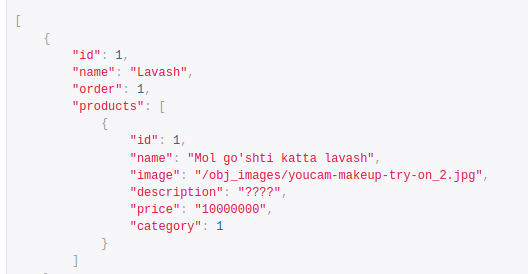 [
    {
        "id": 1,
        "name": "Lavash",
        "order": 1,
        "products": [
            {
                "id": 1,
                "name": "Mol go'shti katta lavash",
                "image": "/obj_images/youcam-makeup-try-on_2.jpg",
                "description": "????",
                "price": "10000000",
                "category": 1
            }
        ]